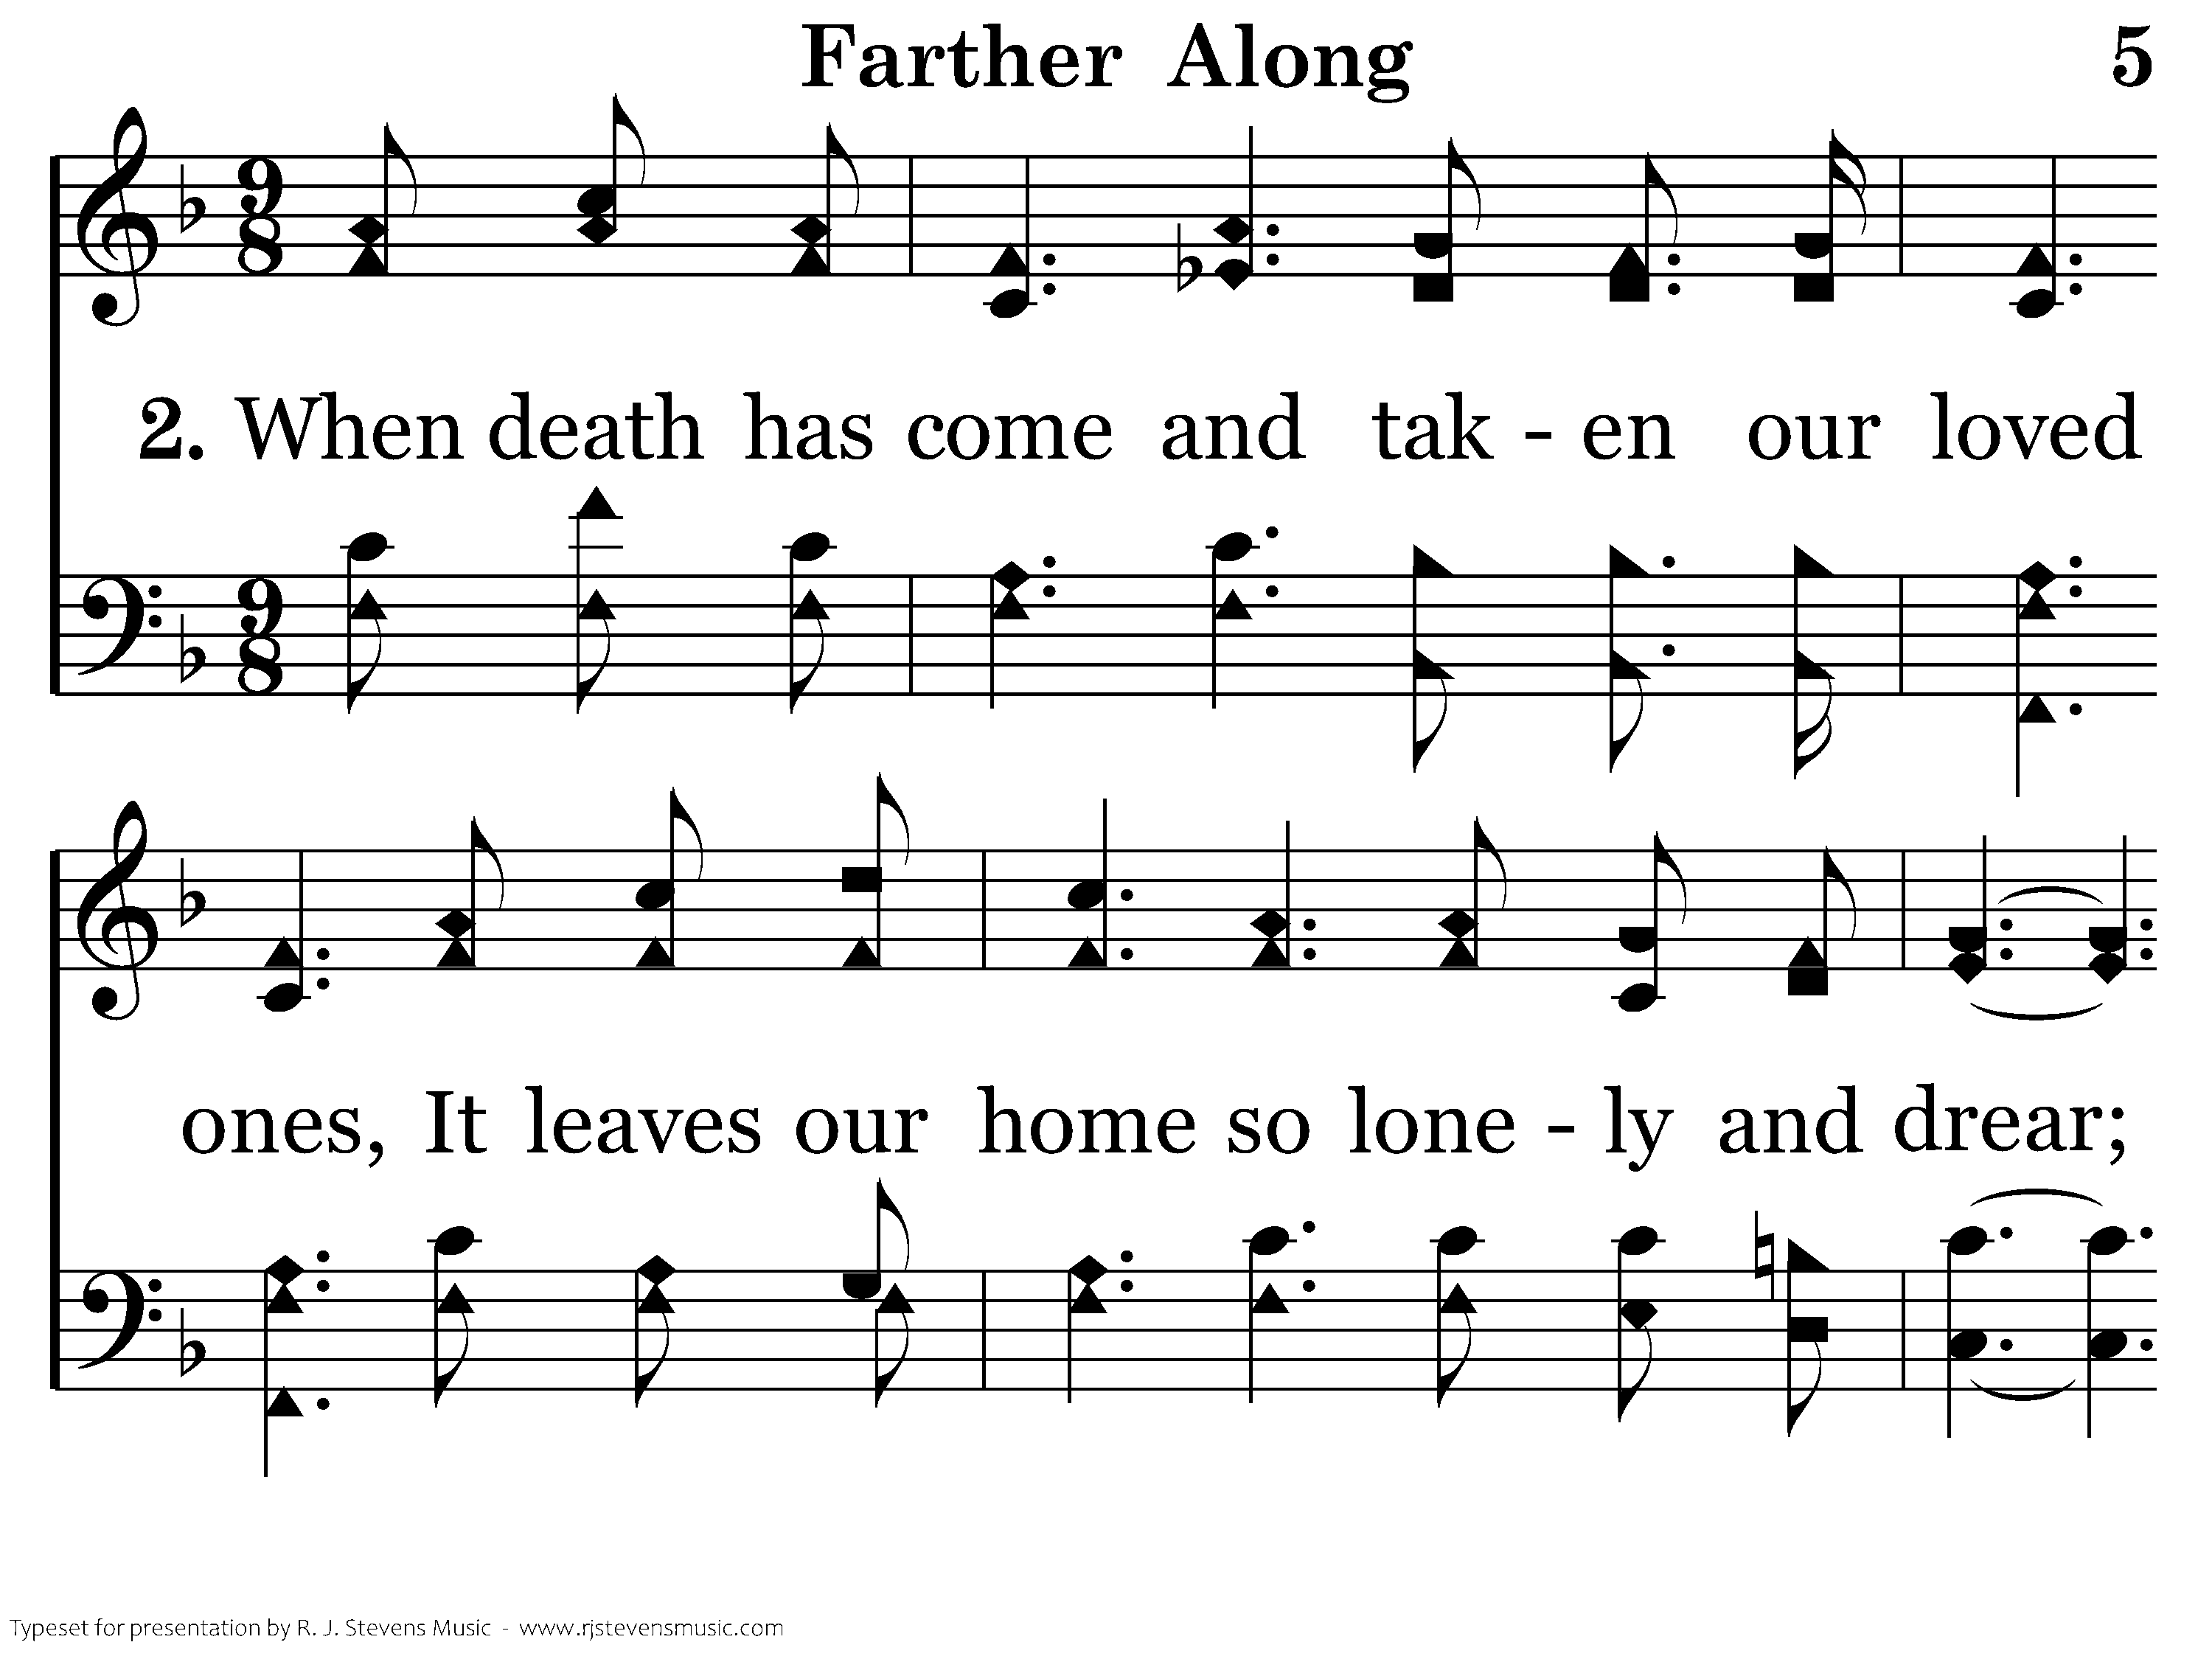 Farther Along 5
2. When death has come and tak - en our loved
ones, It leaves our home so lone - ly and drear;
Typeset for presentation by R. J. Stevens Music - www.rjstevensmusic.com